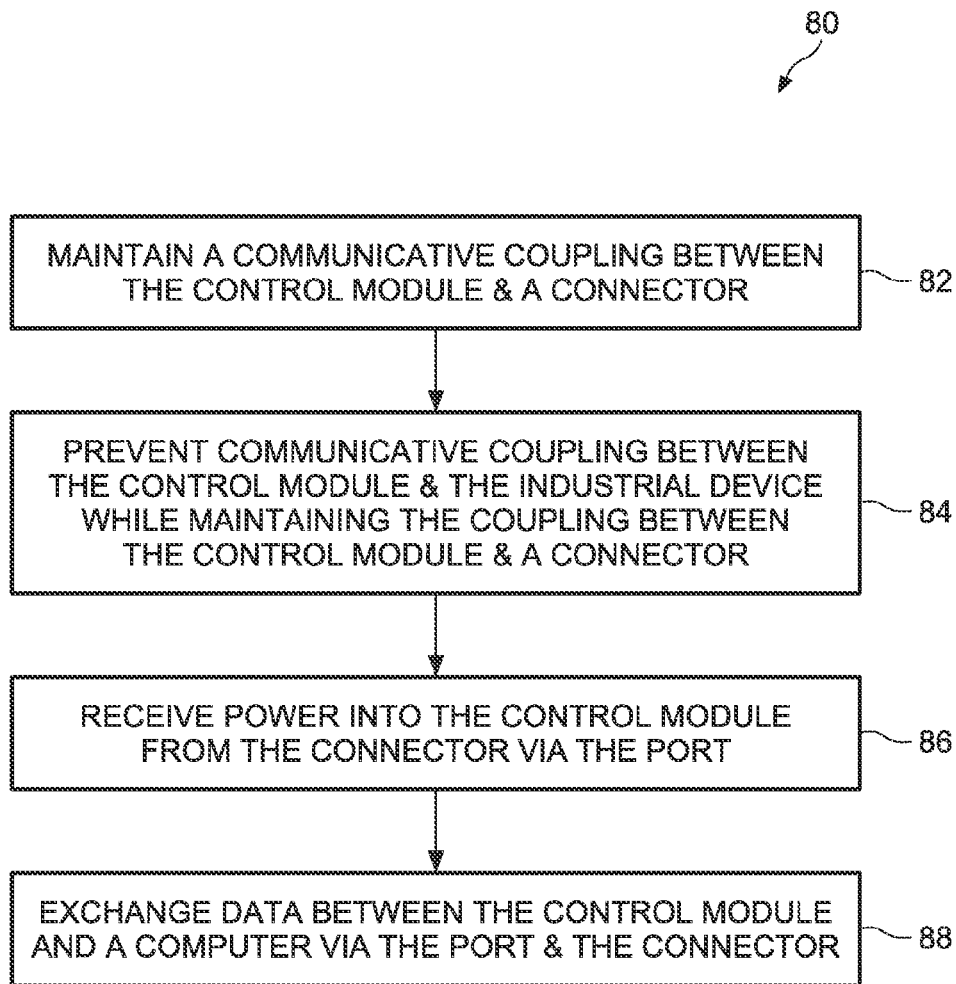 80
MAINTAIN A COMMUNICATIVE COUPLING BETWEEN
THE CONTROL MODULE & A CONNECTOR
82
PREVENT COMMUNICATIVE COUPLING BETWEEN
THE CONTROL MODULE & THE INDUSTRIAL DEVICE
WHILE MAINTAINING THE COUPLING BETWEEN
THE CONTROL MODULE & A CONNECTOR
84
RECEIVE POWER INTO THE CONTROL MODULE
FROM THE CONNECTOR VIA THE PORT
86
EXCHANGE DATA BETWEEN THE CONTROL MODULE
AND A COMPUTER VIA THE PORT & THE CONNECTOR
88